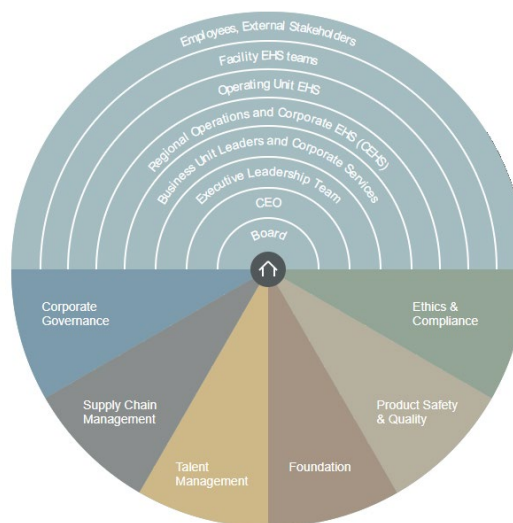 Employees, External Stakeholders
Facility EHS teams
Operating Unit EHS
Regional Operations and Corporate EHS (CEHS)
Business Unit Leaders and Corporate Services
Executive Leadership Team
CEO
Board
Corporate
Governance
Ethics &
Compliance
Supply Chain
Management
Product Safety
& Quality
Talent
Management
Foundation